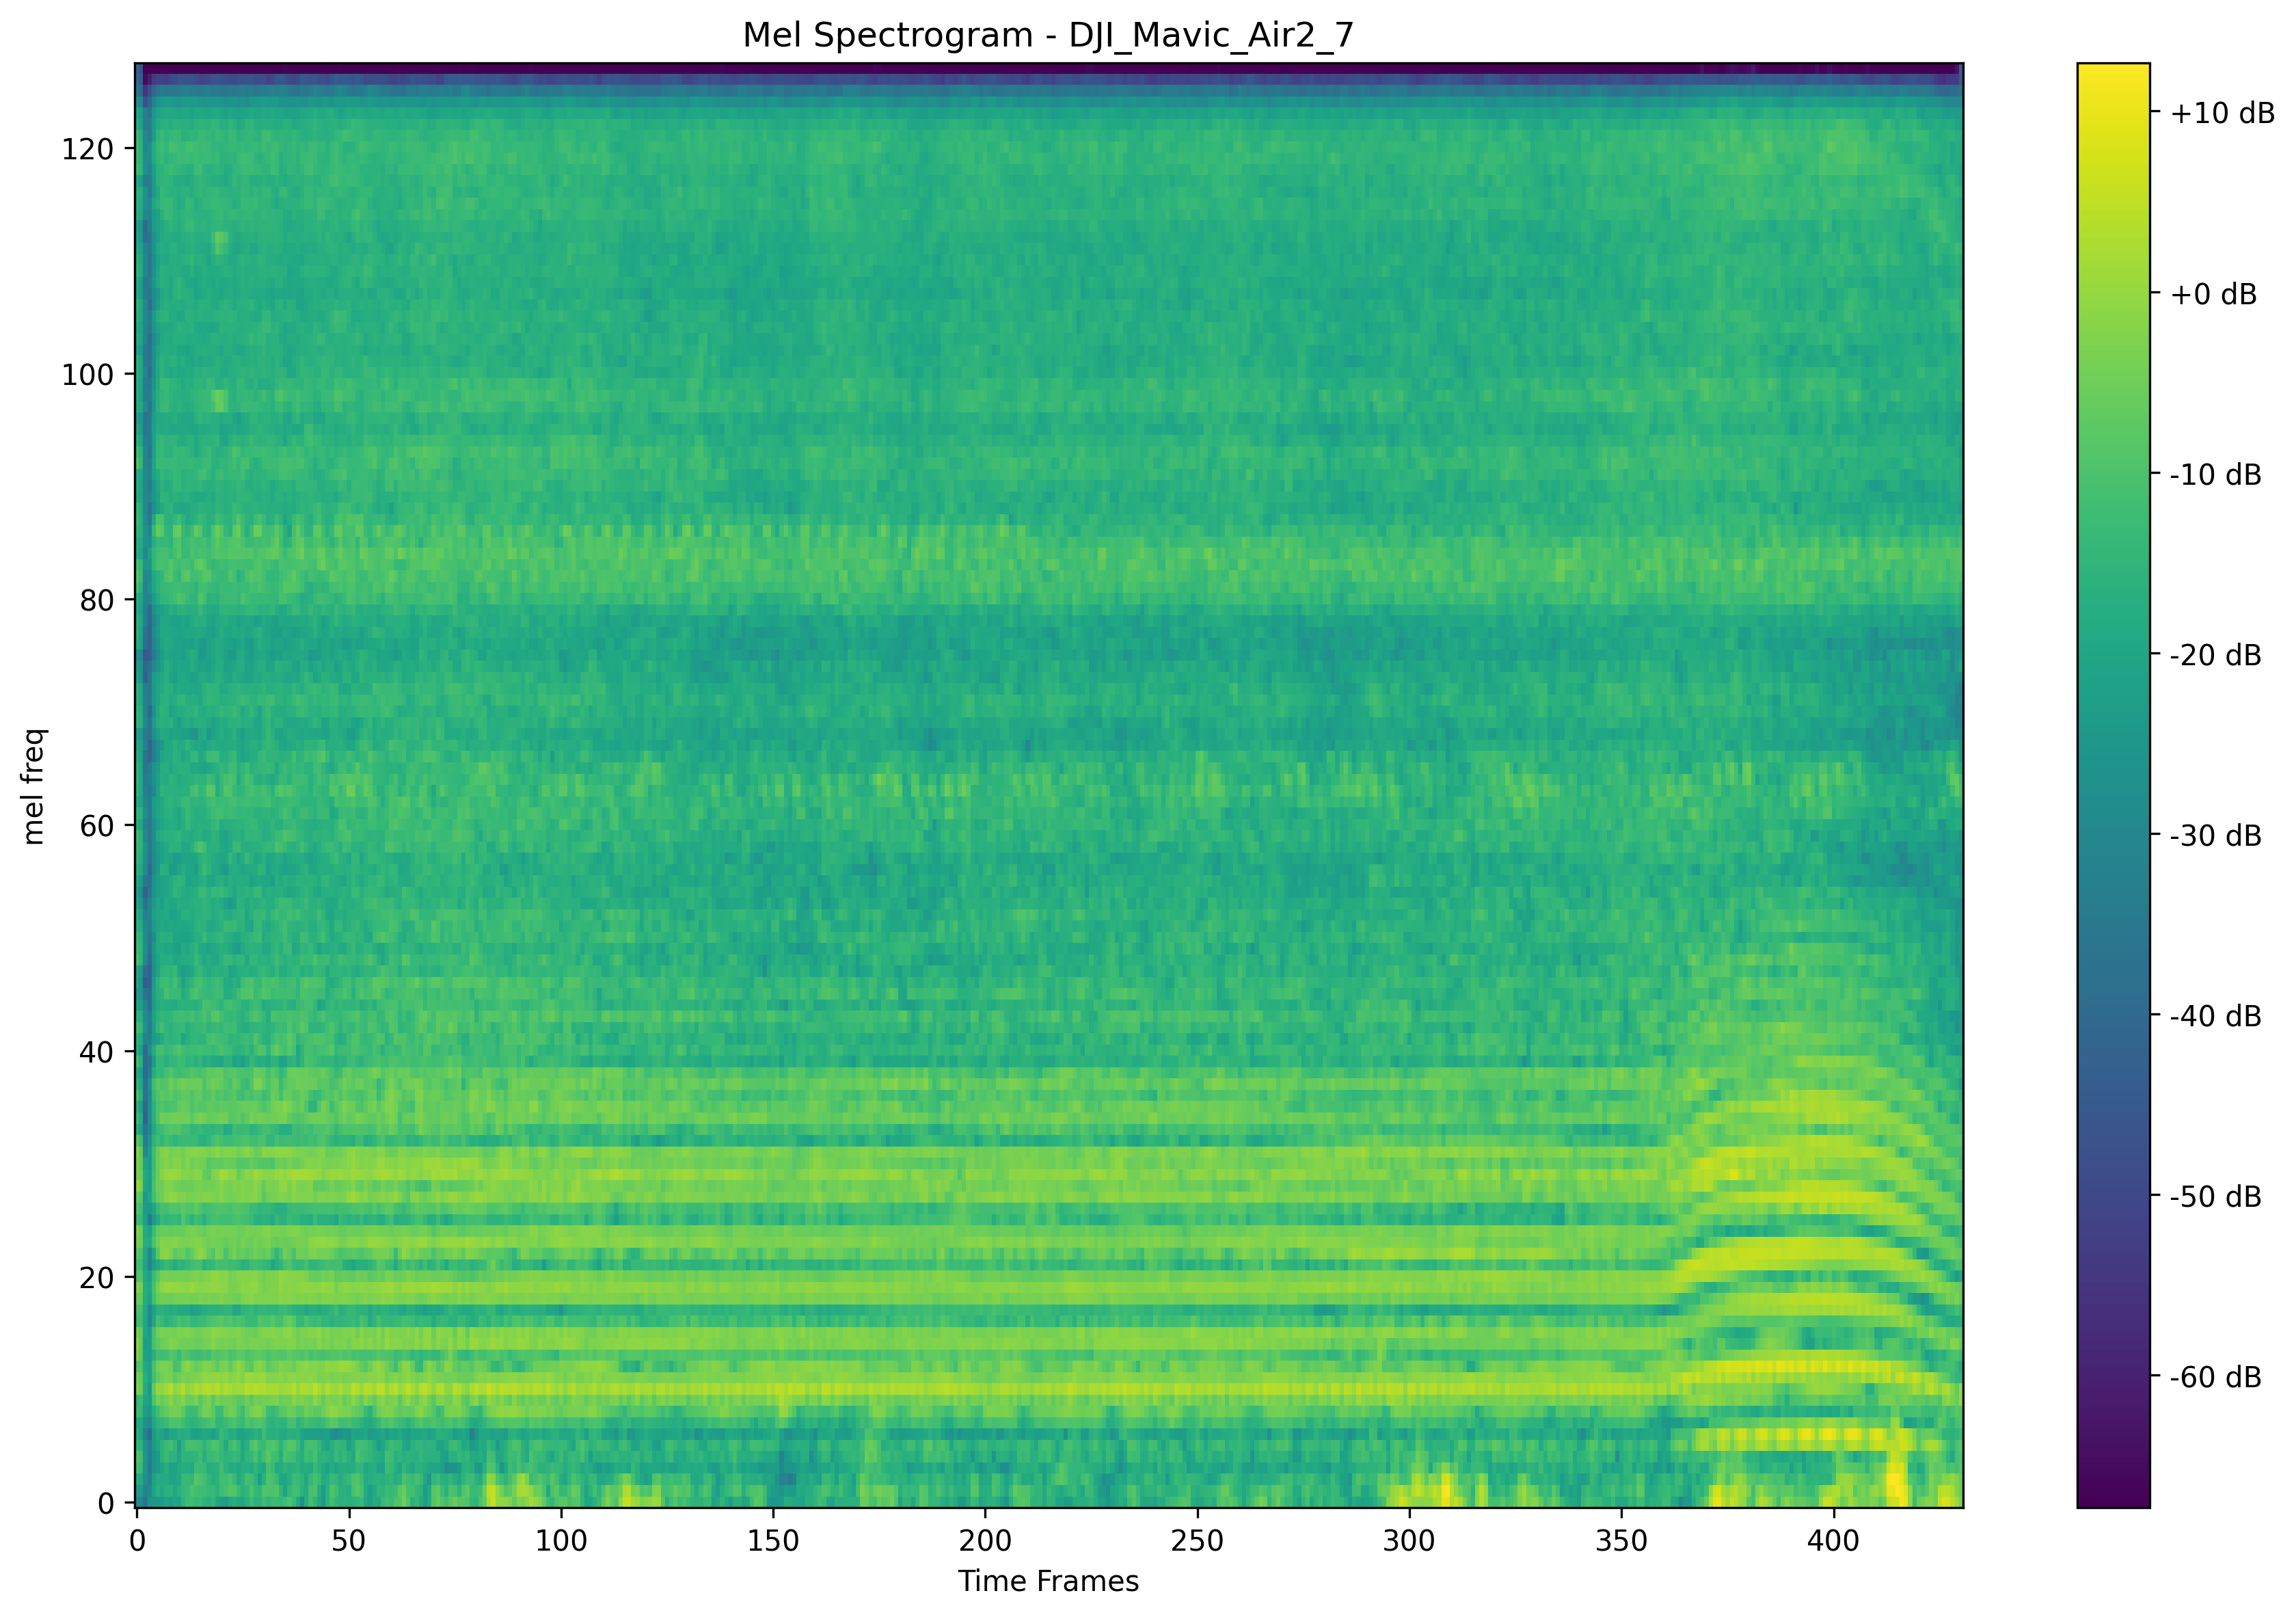 Mel Spectrogram - DJI_Mavic_Air2_7
+10 dB
120
+0 dB
100
-10 dB
80
-20 dB
mel freq
60
-30 dB
40
-40 dB
-50 dB
20
-60 dB
0
0 50 100 150 200 250 300 350 400
Time Frames